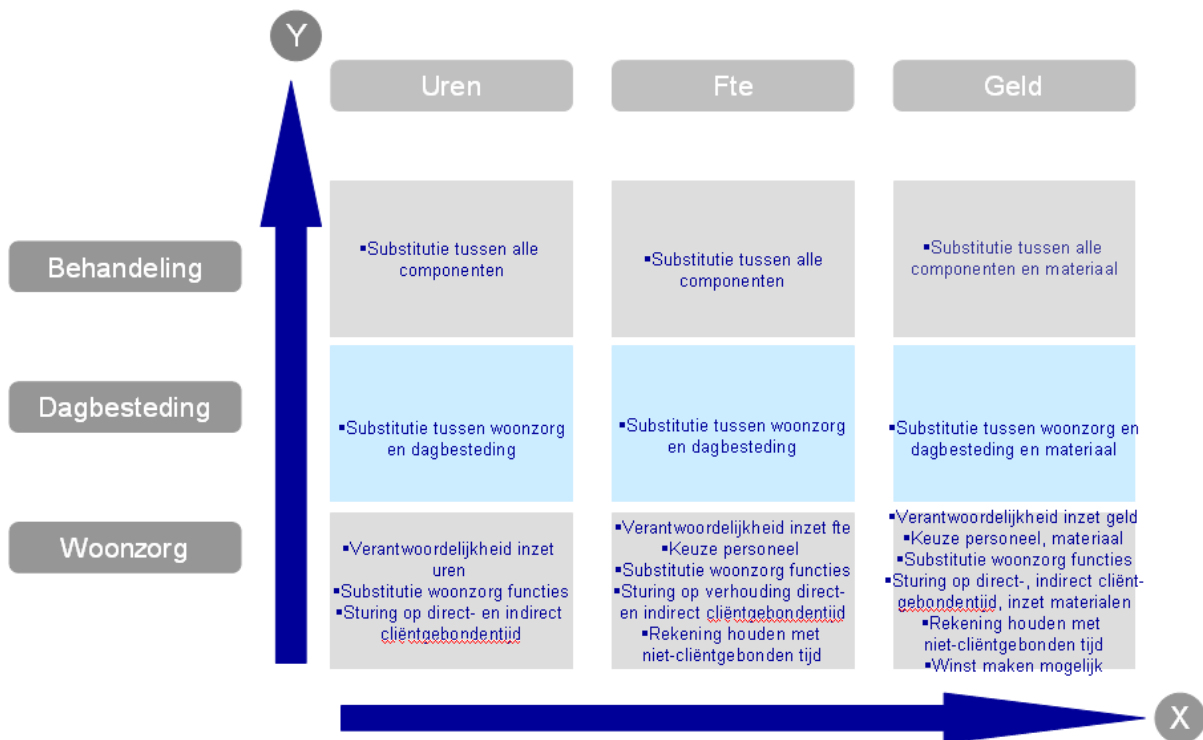 Y
Uren
Fte
Geld
Behandeling
▪Substitutie tussen alle
componenten
▪Substitutie tussen alle
componenten
▪Substitutie tussen alle
componenten en materiaal
Dagbesteding
▪Substitutie tussen woonzorg
en dagbesteding
▪Substitutie tussen woonzorg
en dagbesteding
▪Substitutie tussen woonzorg en
dagbesteding en materiaal
Woonzorg
▪Verantwoordelijkheid inzet
uren
▪Substitutie woonzorg functies
▪Sturing op direct- en indirect
cliëntgebondentijd
▪Verantwoordelijkheid inzet fte
▪Keuze personeel
▪Substitutie woonzorg functies
▪Sturing op verhouding direct-
en indirect cliëntgebondentijd
▪Rekening houden met
niet-cliëntgebonden tijd
▪Verantwoordelijkheid inzet geld
▪Keuze personeel, materiaal
▪Substitutie woonzorg functies
▪Sturing op direct-, indirect cliënt-
gebondentijd, inzet materialen
▪Rekening houden met
niet-cliëntgebonden tijd
▪Winst maken mogelijk
X